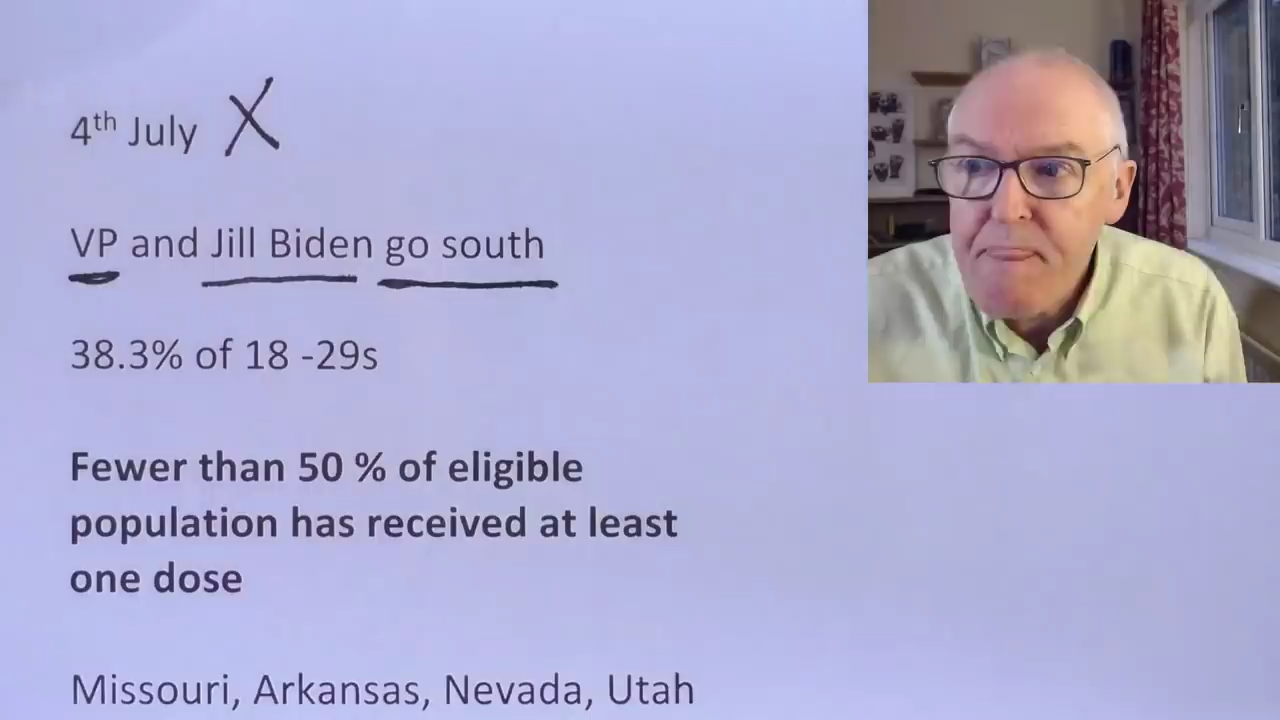 4th July X
VP and Jill Biden go south
38.3% of 18 -29s
Fewer than 50 % of eligible
population has received at least
one dose
Missouri, Arkansas, Nevada, Utah